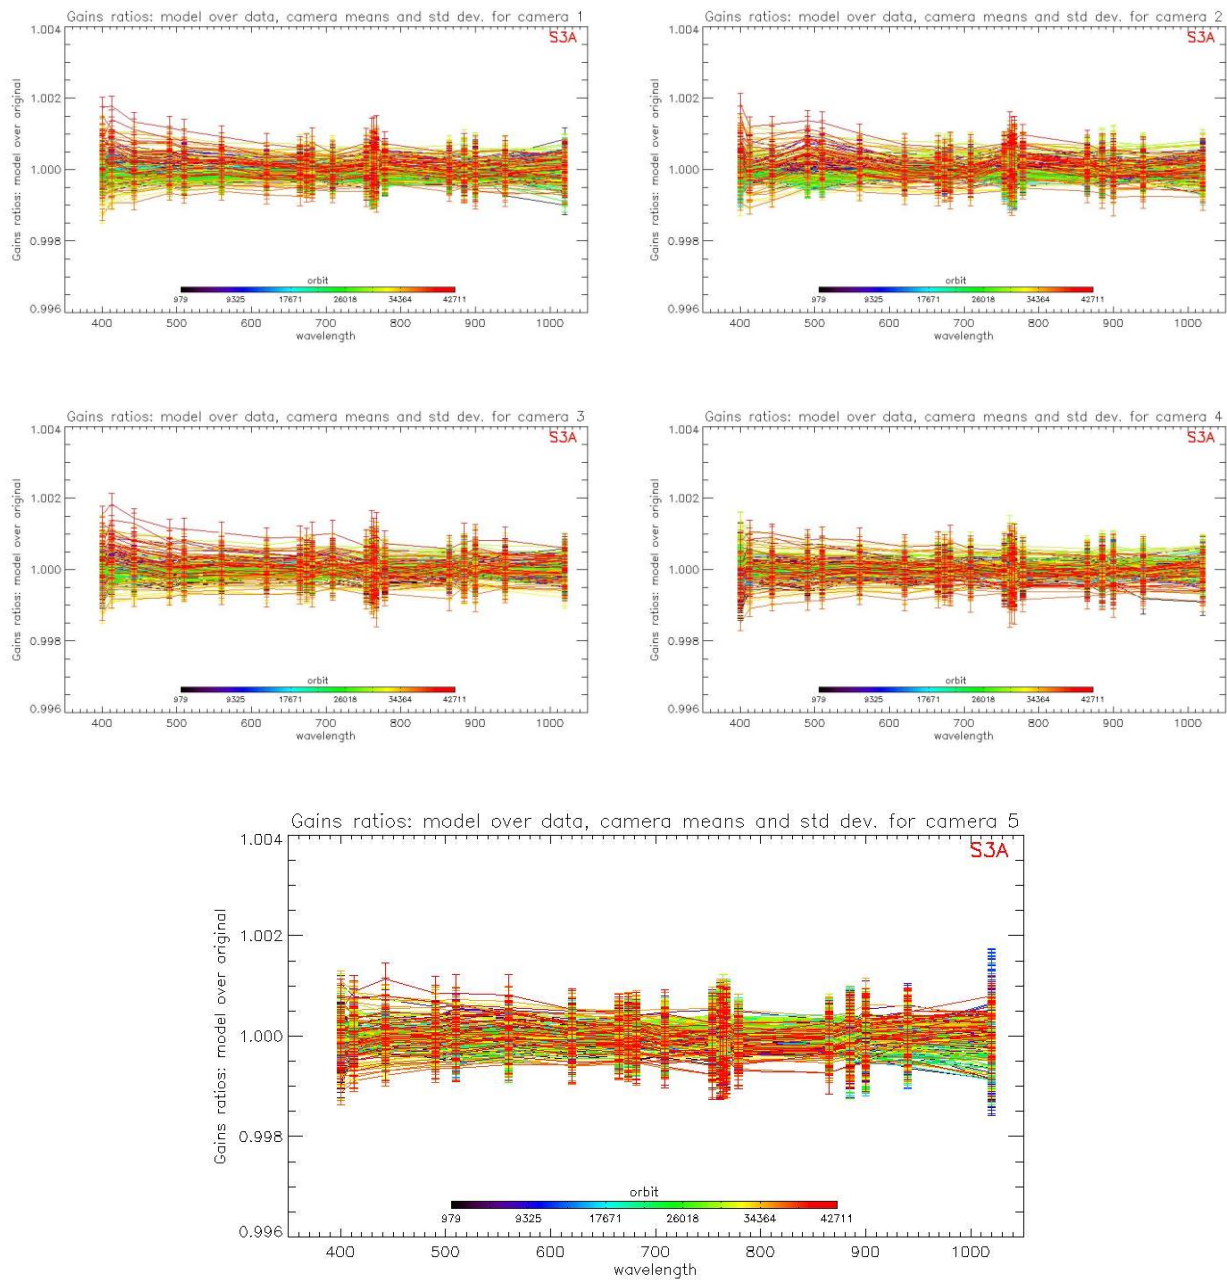 Gains ratios: model over data, camera means and std dev. for camera 1
S3A
1.004
1.002
1.000
0.998
0.996
Gains ratios: model over original
orbit
979 9325 17671 26018 34364 42711
400 500 600 700 800 900 1000
wavelength
Gains ratios: model over data, camera means and std dev. for camera 2
S3A
1.004
1.002
1.000
0.998
0.996
Gains ratios: model over original
orbit
979 9325 17671 26018 34364 42711
400 500 600 700 800 900 1000
wavelength
Gains ratios: model over data, camera means and std dev. for camera 3
S3A
1.004
1.002
1.000
0.998
0.996
Gains ratios: model over original
orbit
979 9325 17671 26018 34364 42711
400 500 600 700 800 900 1000
wavelength
Gains ratios: model over data, camera means and std dev. for camera 4
S3A
1.004
1.002
1.000
0.998
0.996
Gains ratios: model over original
orbit
979 9325 17671 26018 34364 42711
400 500 600 700 800 900 1000
wavelength
Gains ratios: model over data, camera means and std dev. for camera 5
S3A
1.004
1.002
1.000
0.998
0.996
Gains ratios: model over original
orbit
979 9325 17671 26018 34364 42711
400 500 600 700 800 900 1000
wavelength